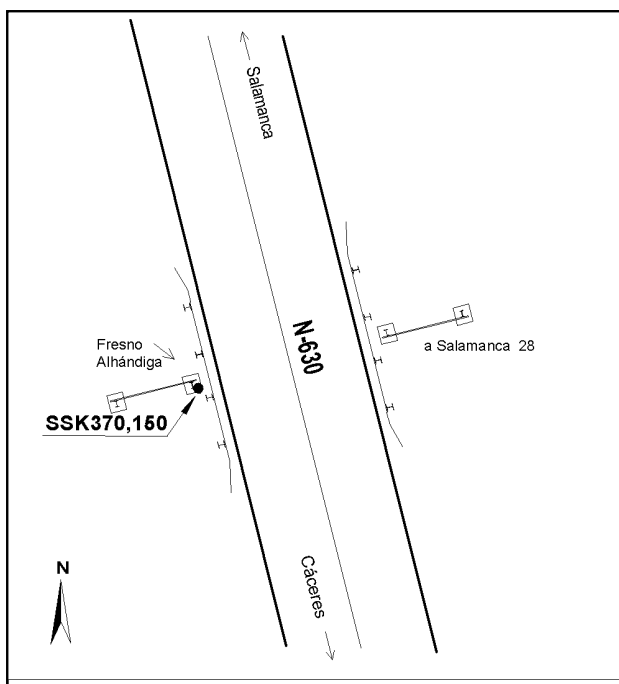 Salamanca
N-630
Fresno
Alhándiga
a Salamanca 28
SSK370,150
Cáceres
N